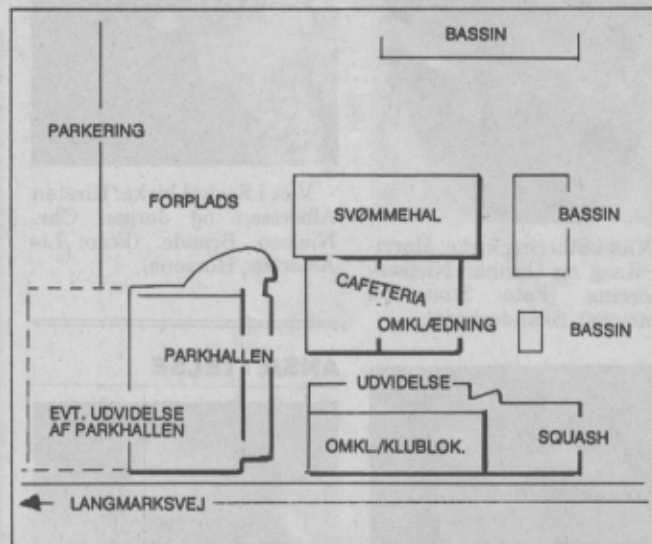 BASSIN
PARKERING
FORPLADS
SVØMMEHAL
BASSIN
CAFETERIA
OMKLÆDNING
BASSIN
PARKHALLEN
UDVIDELSE
EVT. UDVIDELSE
AF PARKHALLEN
OMKL./KLUBLOK.
SQUASH
LANGMARKSVEJ